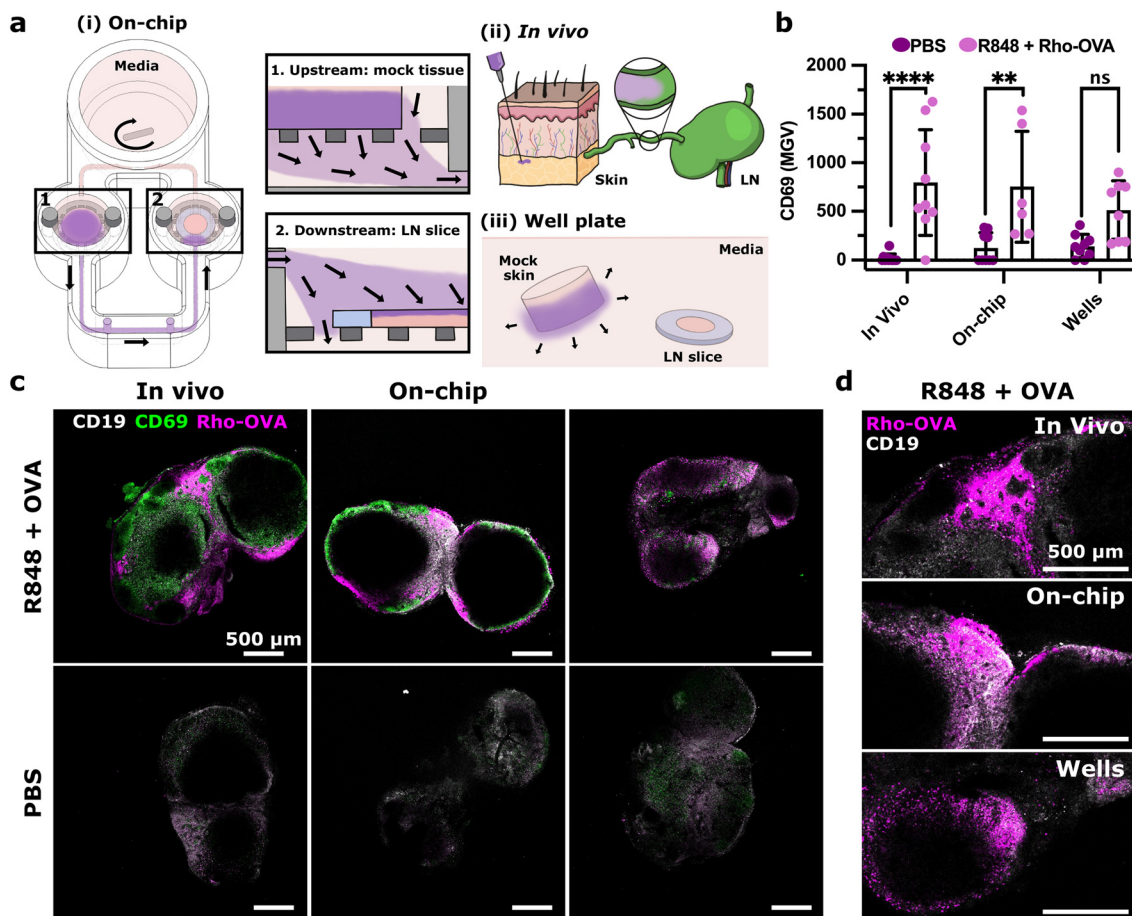 a
(i) On-chip
Media
1
2
1. Upstream: mock tissue
2. Downstream: LN slice
(ii) In vivo
Skin
LN
(iii) Well plate
Media
Mock
skin
LN slice
b
PBS R848 + Rho-OVA
CD69 (MGV)
2000
1500
1000
500
0
**** ** ns
In Vivo
On-chip
Wells
c
In vivo On-chip
CD19 CD69 Rho-OVA
R848 + OVA
500 µm
PBS
d
R848 + OVA
Rho-OVA
CD19
In Vivo
500 µm
On-chip
Wells